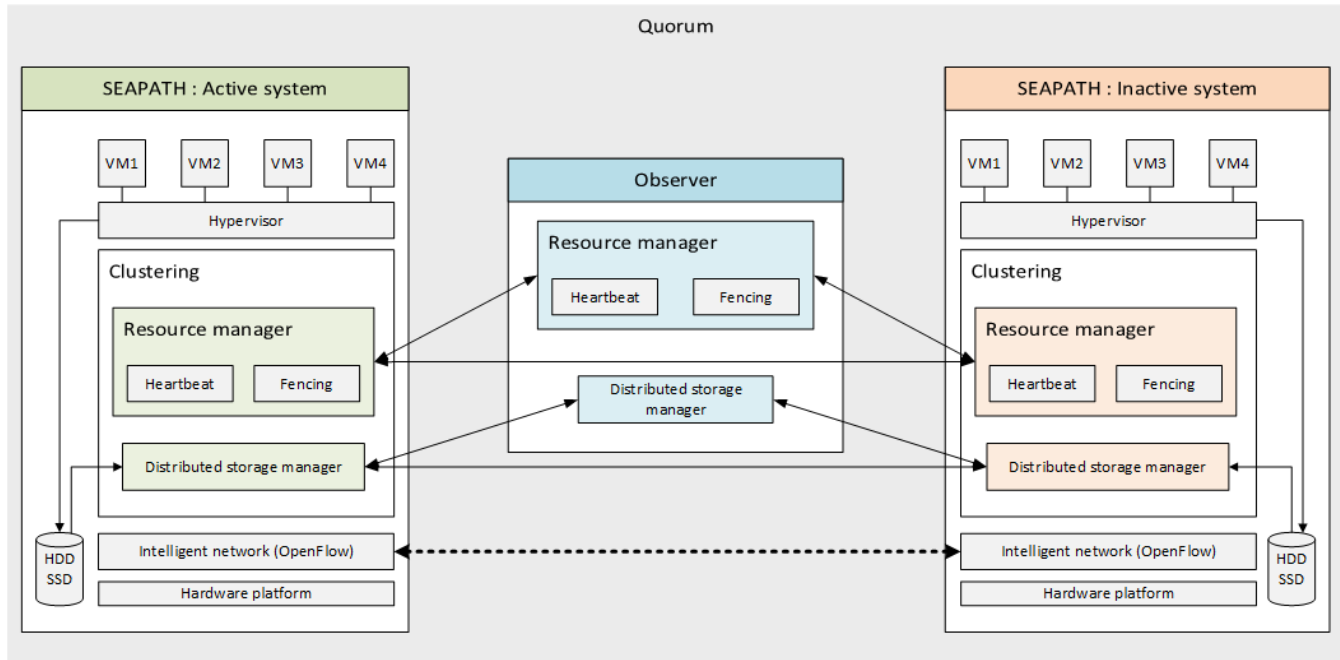 Quorum
SEAPATH : Active system
VM1
VM2
VM3
VM4
Hypervisor
Clustering
Resource manager
Heartbeat
Fencing
Distributed storage manager
HDD
SSD
Intelligent network (OpenFlow)
Hardware platform
Observer
Resource manager
Heartbeat
Fencing
Distributed storage
manager
SEAPATH : Inactive system
VM1
VM2
VM3
VM4
Hypervisor
Clustering
Resource manager
Heartbeat
Fencing
Distributed storage manager
Intelligent network (OpenFlow)
HDD
SSD
Hardware platform